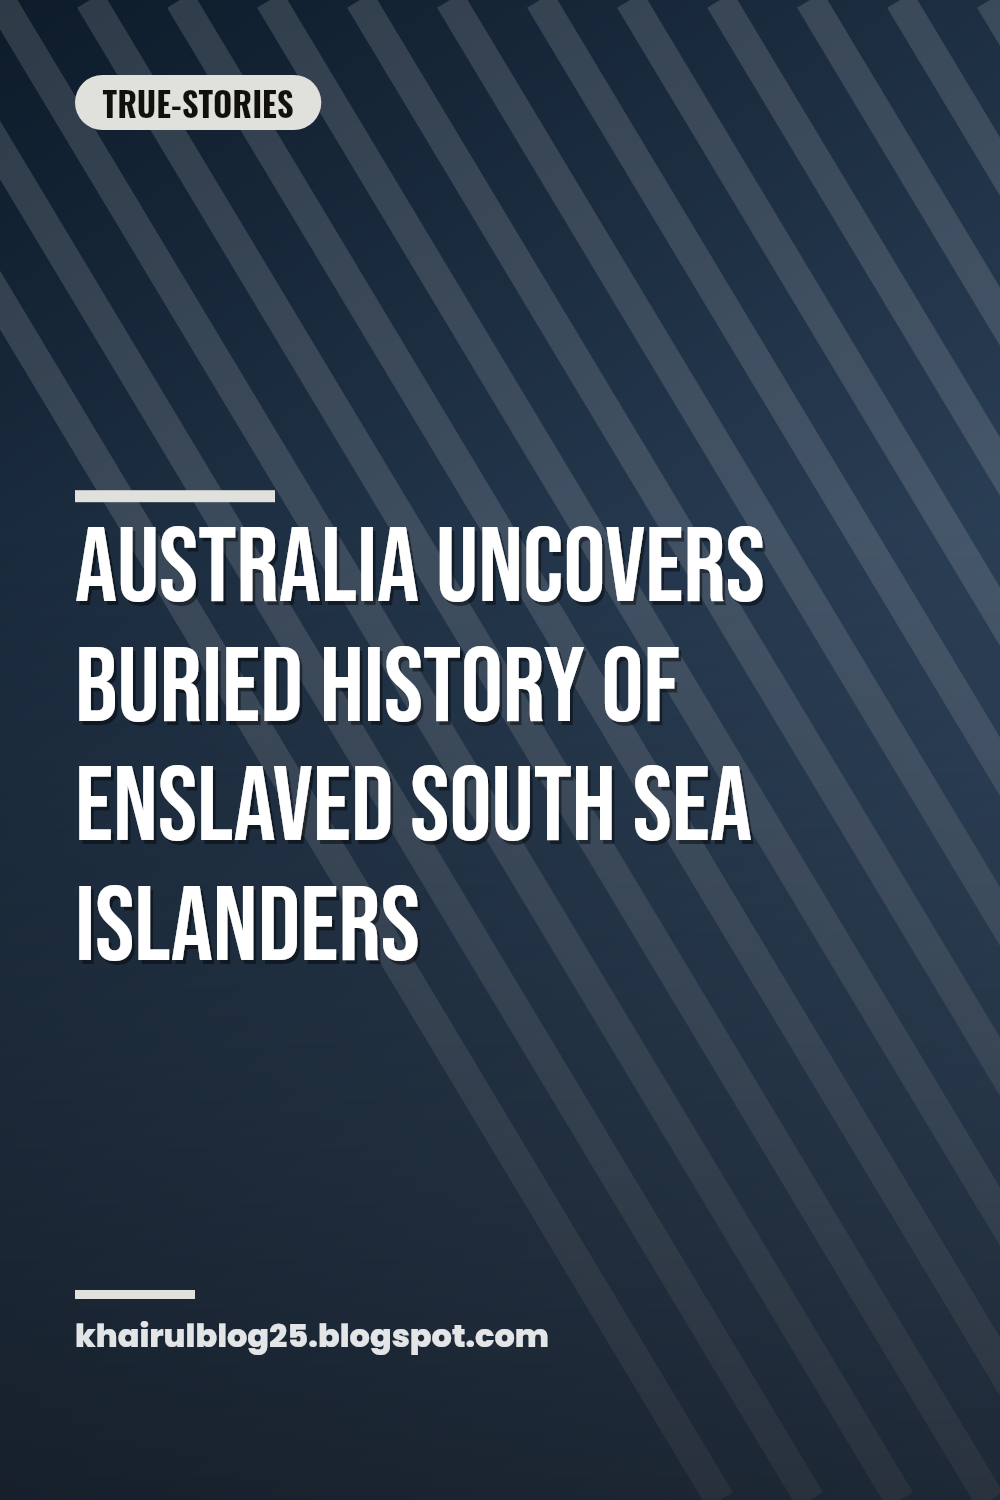 TRUE-STORIES
AUSTRALIA UNCOVERS
BURIED HISTORY OF
ENSLAVED SOUTH SEA
ISLANDERS
khairulblog25.blogspot.com